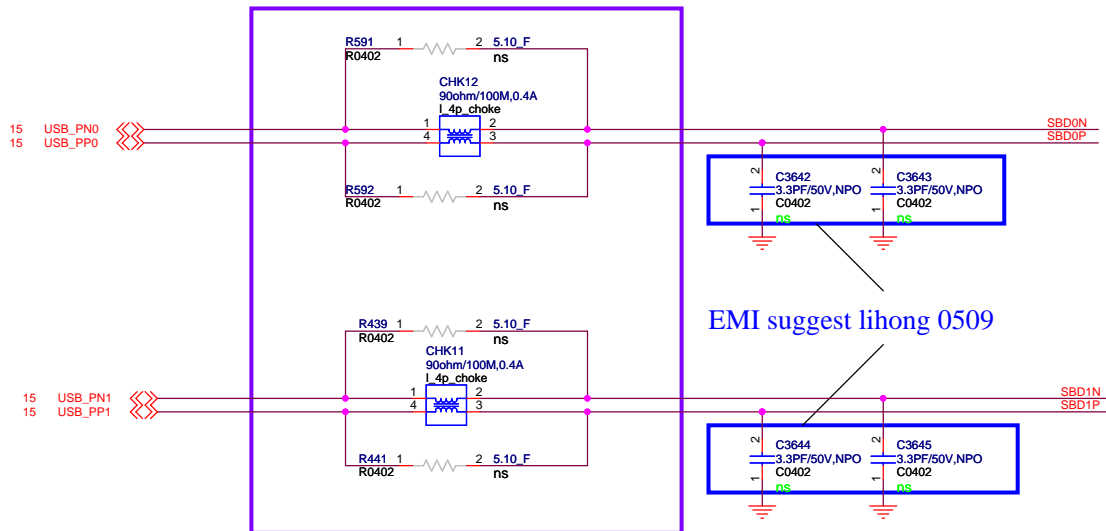 R591 1 2 5.10_F
R0402 ns
CHK12
90ohm/100M,0.4A
l_4p_choke
15 USB_PN0 1 2 SBD0N
15 USB_PP0 4 3 SBD0P
R592 1 2 5.10_F
R0402 ns
2 C3642 2 C3643
3.3PF/50V,NPO 3.3PF/50V,NPO
1 C0402 1 C0402
ns ns
EMI suggest lihong 0509
R439 1 2 5.10_F
R0402 ns
CHK11
90ohm/100M,0.4A
l_4p_choke
15 USB_PN1 1 2 SBD1N
15 USB_PP1 4 3 SBD1P
R441 1 2 5.10_F
R0402 ns
2 C3644 2 C3645
3.3PF/50V,NPO 3.3PF/50V,NPO
1 C0402 1 C0402
ns ns